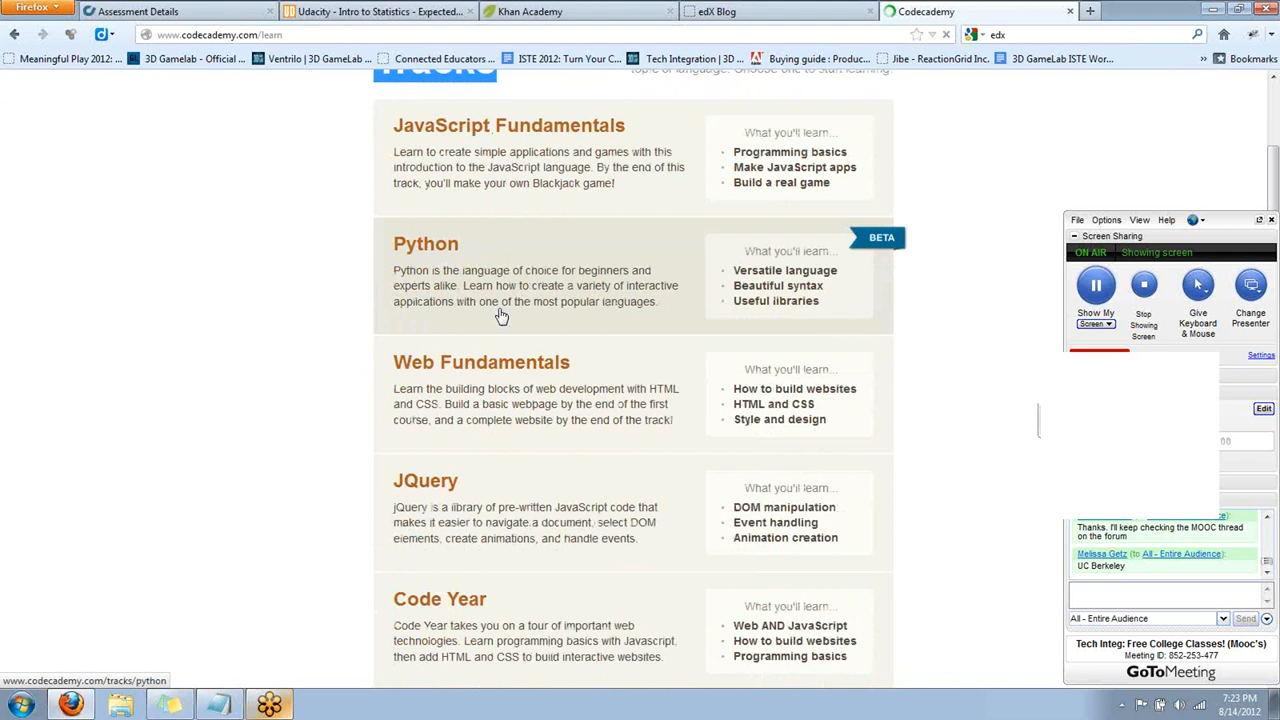 Firefox
Assessment Details
Udacity - Intro to Statistics - Expected...
Khan Academy
edX Blog
Codecademy
www.codecademy.com/learn
edx
Meaningful Play 2012: ...
3D Gamelab - Official ...
Ventrilo | 3D GameLab ...
Connected Educators ...
ISTE 2012: Turn Your C...
Tech Integration | 3D ...
Buying guide : Produc...
Jibe - ReactionGrid Inc.
3D GameLab ISTE Wor...
Bookmarks
Tracks
topic or language. Choose one to start learning.
JavaScript Fundamentals
Learn to create simple applications and games with this
introduction to the JavaScript language. By the end of this
track, you'll make your own Blackjack game!
What you'll learn...
Programming basics
Make JavaScript apps
Build a real game
Python
Python is the language of choice for beginners and
experts alike. Learn how to create a variety of interactive
applications with one of the most popular languages.
BETA
What you'll learn...
Versatile language
Beautiful syntax
Useful libraries
Web Fundamentals
Learn the building blocks of web development with HTML
and CSS. Build a basic webpage by the end of the first
course, and a complete website by the end of the track!
What you'll learn...
How to build websites
HTML and CSS
Style and design
JQuery
jQuery is a library of pre-written JavaScript code that
makes it easier to navigate a document, select DOM
elements, create animations, and handle events.
What you'll learn...
DOM manipulation
Event handling
Animation creation
Code Year
Code Year takes you on a tour of important web
technologies. Learn programming basics with Javascript,
then add HTML and CSS to build interactive websites.
What you'll learn...
Web AND JavaScript
How to build websites
Programming basics
File Options View Help
Screen Sharing
ON AIR Showing screen
Show My
Screen
Stop
Showing
Screen
Give
Keyboard
& Mouse
Change
Presenter
Settings
Edit
00
Thanks. I'll keep checking the MOOC thread
on the forum
Melissa Getz (to All - Entire Audience):
UC Berkeley
All - Entire Audience
Send
Tech Integ: Free College Classes! (Mooc's)
Meeting ID: 852-253-477
GoToMeeting
www.codecademy.com/tracks/python
7:23 PM
8/14/2012